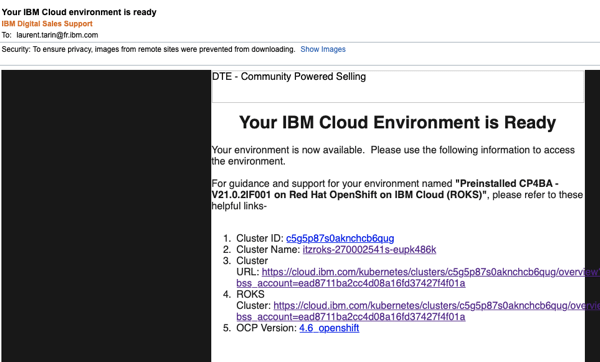 Your IBM Cloud environment is ready
IBM Digital Sales Support
To: laurent.tarin@fr.ibm.com
Security: To ensure privacy, images from remote sites were prevented from downloading. Show Images
DTE - Community Powered Selling
Your IBM Cloud Environment is Ready
Your environment is now available. Please use the following information to access
the environment.
For guidance and support for your environment named "Preinstalled CP4BA -
V21.0.2IF001 on Red Hat OpenShift on IBM Cloud (ROKS)", please refer to these
helpful links-
1. Cluster ID: c5g5p87s0aknchcb6qug
2. Cluster Name: itzroks-270002541s-eupk486k
3. Cluster
URL: https://cloud.ibm.com/kubernetes/clusters/c5g5p87s0aknchcb6qug/overview?
bss_account=ead8711ba2cc4d08a16fd37427f4f01a
4. ROKS
Cluster: https://cloud.ibm.com/kubernetes/clusters/c5g5p87s0aknchcb6qug/overvie
bss_account=ead8711ba2cc4d08a16fd37427f4f01a
5. OCP Version: 4.6_openshift